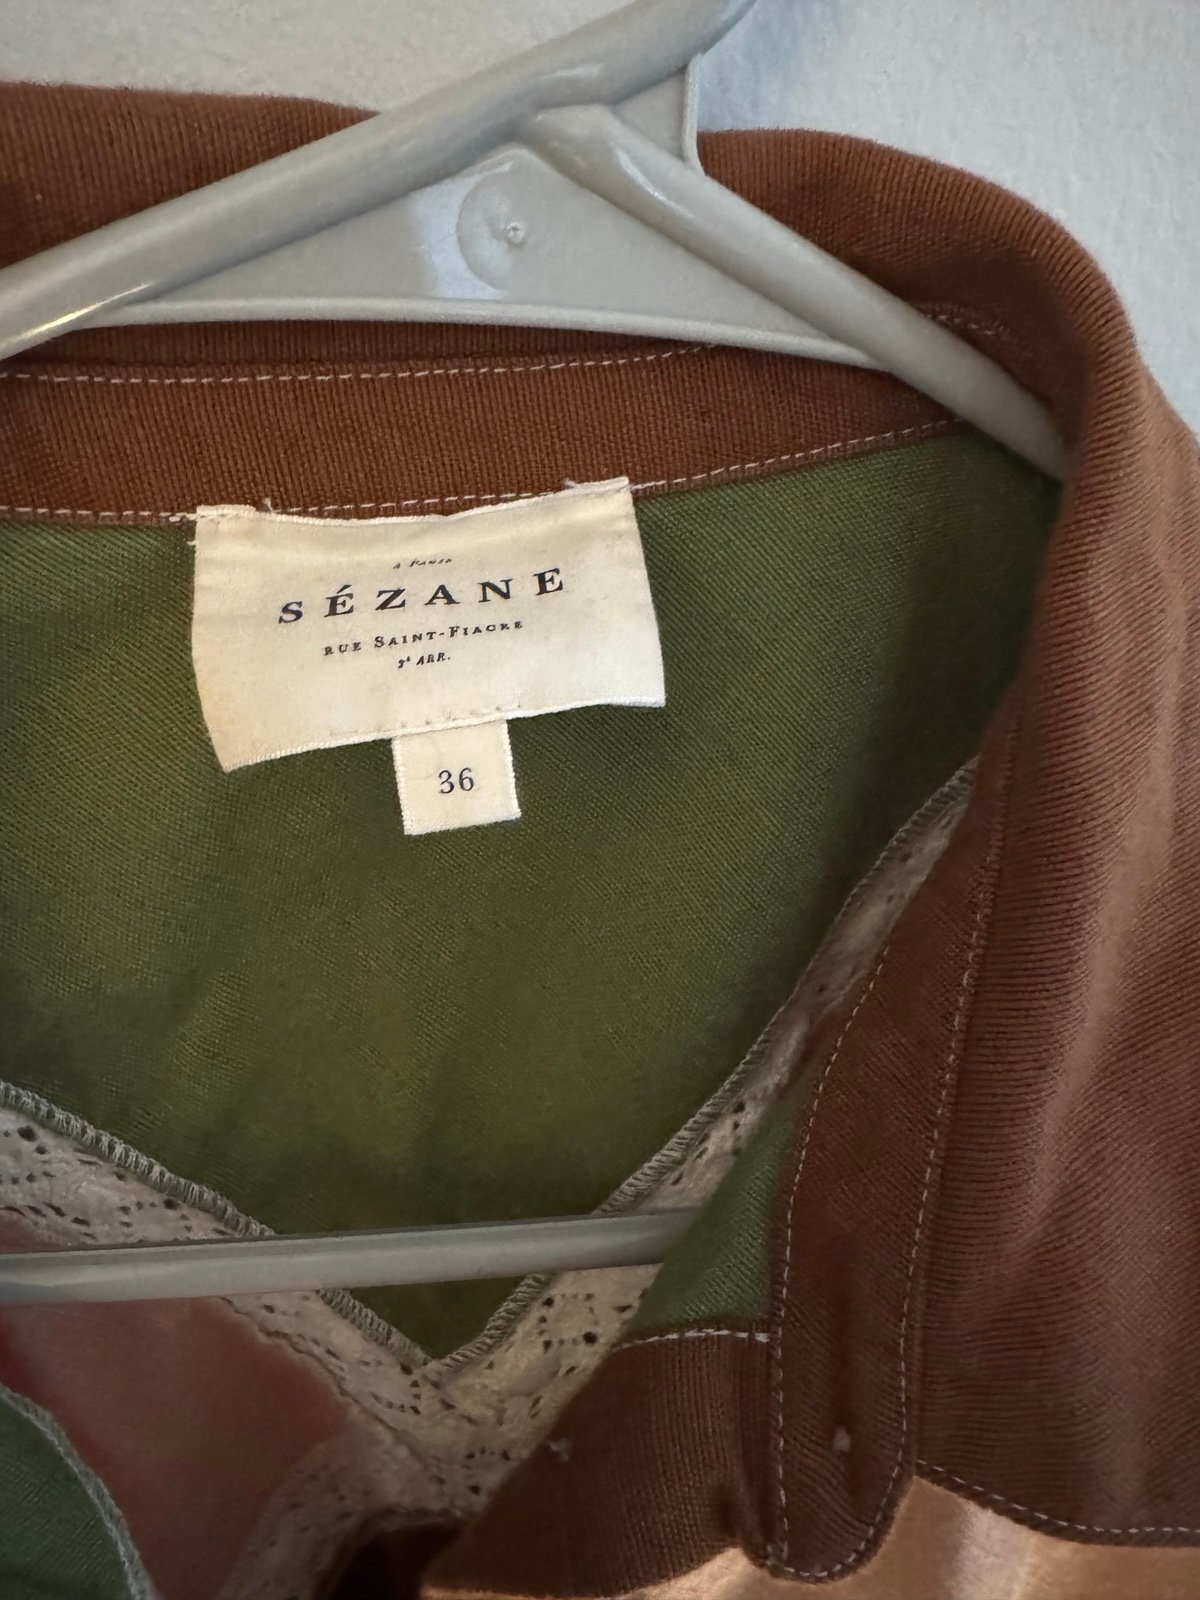 À PARIS
SÉZANE
RUE SAINT-FIACRE
2ᵉ ARR.
36